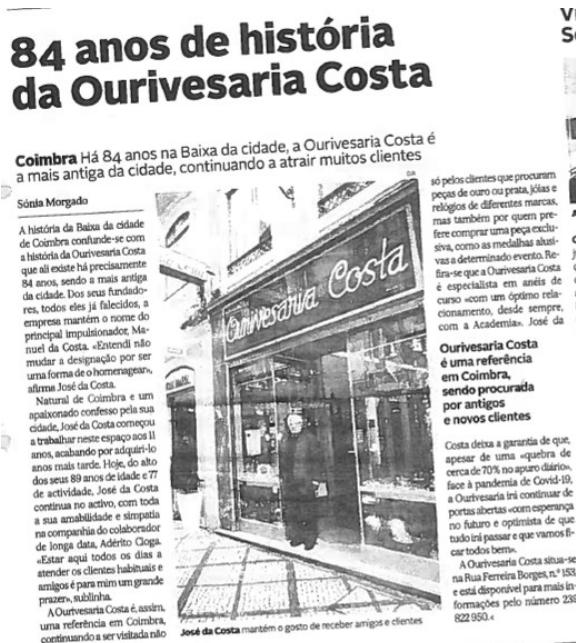 84 anos de história
da Ourivesaria Costa
Coimbra Há 84 anos na Baixa da cidade, a Ourivesaria Costa é
a mais antiga da cidade, continuando a atrair muitos clientes
Sónia Morgado
A história da Baixa da cidade
de Coimbra confunde-se com
a história da Ourivesaria Costa
que ali existe há precisamente
84 anos, sendo a mais antiga
da cidade. Dos seus fundado-
res, todos eles já falecidos, a
empresa mantém o nome do
principal impulsionador, Ma-
nuel da Costa. «Entendi não
mudar a designação por ser
uma forma de o homenagear»,
afirma José da Costa.
Natural de Coimbra e um
apaixonado confesso pela sua
cidade, José da Costa começou
a trabalhar neste espaço aos 11
anos, acabando por adquiri-lo
anos mais tarde. Hoje, do alto
dos seus 89 anos de idade e 77
de actividade, José da Costa
continua no activo, com toda
a sua amabilidade e simpatia
na companhia do colaborador
de longa data, Adérito Gioga.
«Estar aqui todos os dias a
atender os clientes habituais e
amigos é para mim um grande
prazer», sublinha.
A Ourivesaria Costa é, assim,
uma referência em Coimbra,
continuando a ser visitada não
Ourivesaria Costa
José da Costa mantém o gosto de receber amigos e clientes
só pelos clientes que procuram
peças de ouro ou prata, jóias e
relógios de diferentes marcas,
mas também por quem pre-
fere comprar uma peça exclu-
siva, como as medalhas alusi-
vas a determinado evento. Re-
fira-se que a Ourivesaria Costa
é especialista em anéis de
curso «com um óptimo rela-
cionamento, desde sempre,
com a Academia». José da
Ourivesaria Costa
é uma referência
em Coimbra,
sendo procurada
por antigos
e novos clientes
Costa deixa a garantia de que,
apesar de uma «quebra de
cerca de 70% no apuro diário»,
face à pandemia de Covid-19,
a Ourivesaria irá continuar de
portas abertas «com esperança
no futuro e optimista de que
tudo irá passar e que vamos fi-
car todos bem».
A Ourivesaria Costa situa-se
na Rua Ferreira Borges, n.º 153
e está disponível para mais in-
formações pelo número 239
822 950.